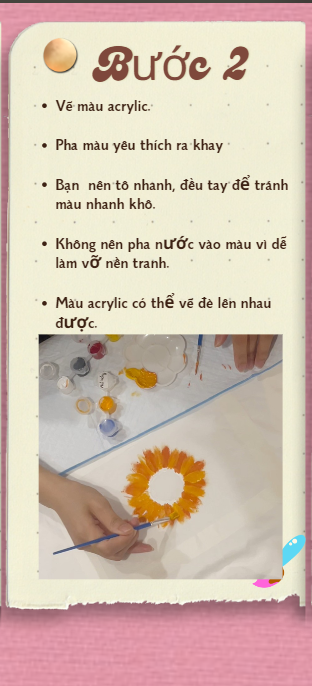 Bước 2
• Vẽ màu acrylic.
• Pha màu yêu thích ra khay
• Bạn nên tô nhanh, đều tay để tránh
màu nhanh khô.
• Không nên pha nước vào màu vì dễ
làm vỡ nền tranh.
• Màu acrylic có thể vẽ đè lên nhau
được.